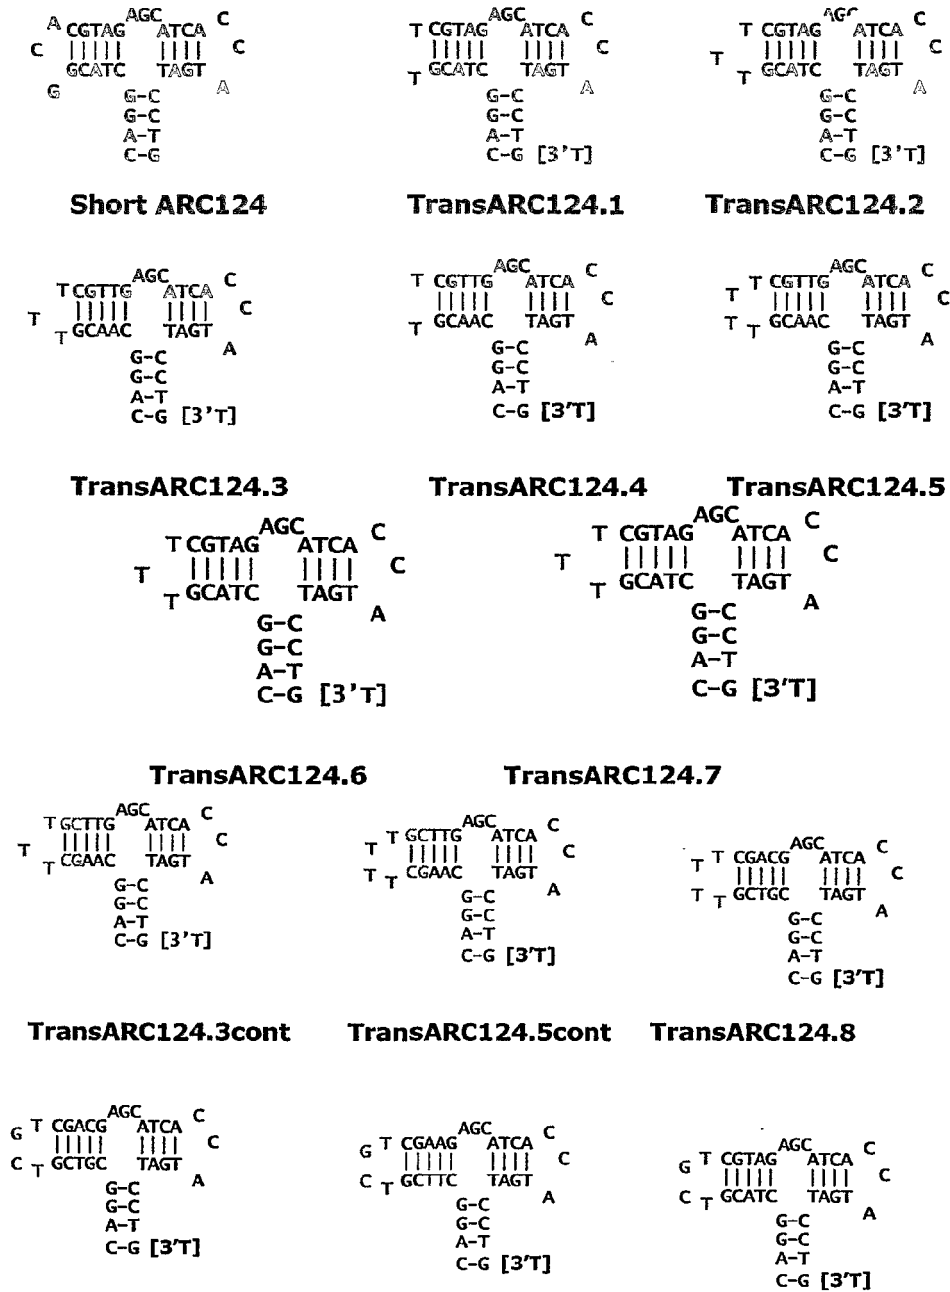 A CGTAG AGC ATCA C
C C
G GCATC TAGT A
G-C
G-C
A-T
C-G
T CGTAG AGC ATCA C
C
T GCATC TAGT A
G-C
G-C
A-T
C-G [3'T]
T CGTAG AGC ATCA C
T C
T GCATC TAGT A
G-C
G-C
A-T
C-G [3'T]
Short ARC124 TransARC124.1 TransARC124.2
T CGTTG AGC ATCA C
T C
T GCAAC TAGT A
G-C
G-C
A-T
C-G [3'T]
T CGTTG AGC ATCA C
C
T GCAAC TAGT A
G-C
G-C
A-T
C-G [3'T]
T T CGTTG AGC ATCA C
C
T T GCAAC TAGT A
G-C
G-C
A-T
C-G [3'T]
TransARC124.3 TransARC124.4 TransARC124.5
T CGTAG AGC ATCA C
T C
T GCATC TAGT A
G-C
G-C
A-T
C-G [3'T]
T CGTAG AGC ATCA C
T C
T GCATC TAGT A
G-C
G-C
A-T
C-G [3'T]
TransARC124.6 TransARC124.7
T GCTTG AGC ATCA C
T C
T CGAAC TAGT A
G-C
G-C
A-T
C-G [3'T]
T T GCTTG AGC ATCA C
C
T T CGAAC TAGT A
G-C
G-C
A-T
C-G [3'T]
T T CGACG AGC ATCA C
C
T T GCTGC TAGT A
G-C
G-C
A-T
C-G [3'T]
TransARC124.3cont TransARC124.5cont TransARC124.8
G T CGACG AGC ATCA C
C
C T GCTGC TAGT A
G-C
G-C
A-T
C-G [3'T]
G T CGAAG AGC ATCA C
C
C T GCTTC TAGT A
G-C
G-C
A-T
C-G [3'T]
G T CGTAG AGC ATCA C
C
C T GCATC TAGT A
G-C
G-C
A-T
C-G [3'T]